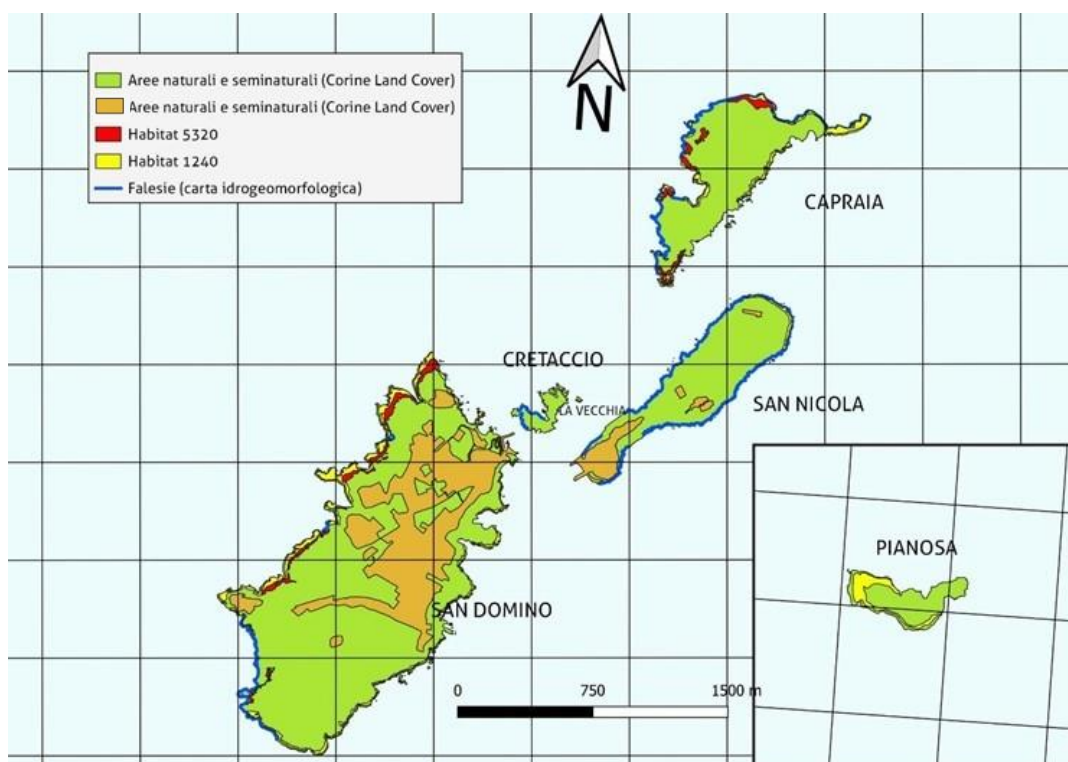 Aree naturali e seminaturali (Corine Land Cover)
Aree naturali e seminaturali (Corine Land Cover)
Habitat 5320
Habitat 1240
Falesie (carta idrogeomorfologica)
N
CAPRAIA
CRETACCIO
LA VECCHIA
SAN NICOLA
PIANOSA
SAN DOMINO
0 750 1500 m